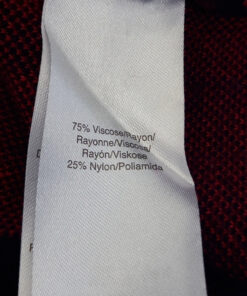 75% Viscose/Rayon/
Rayonne/Viscosa/
Rayón/Viskose
25% Nylon/Poliamida